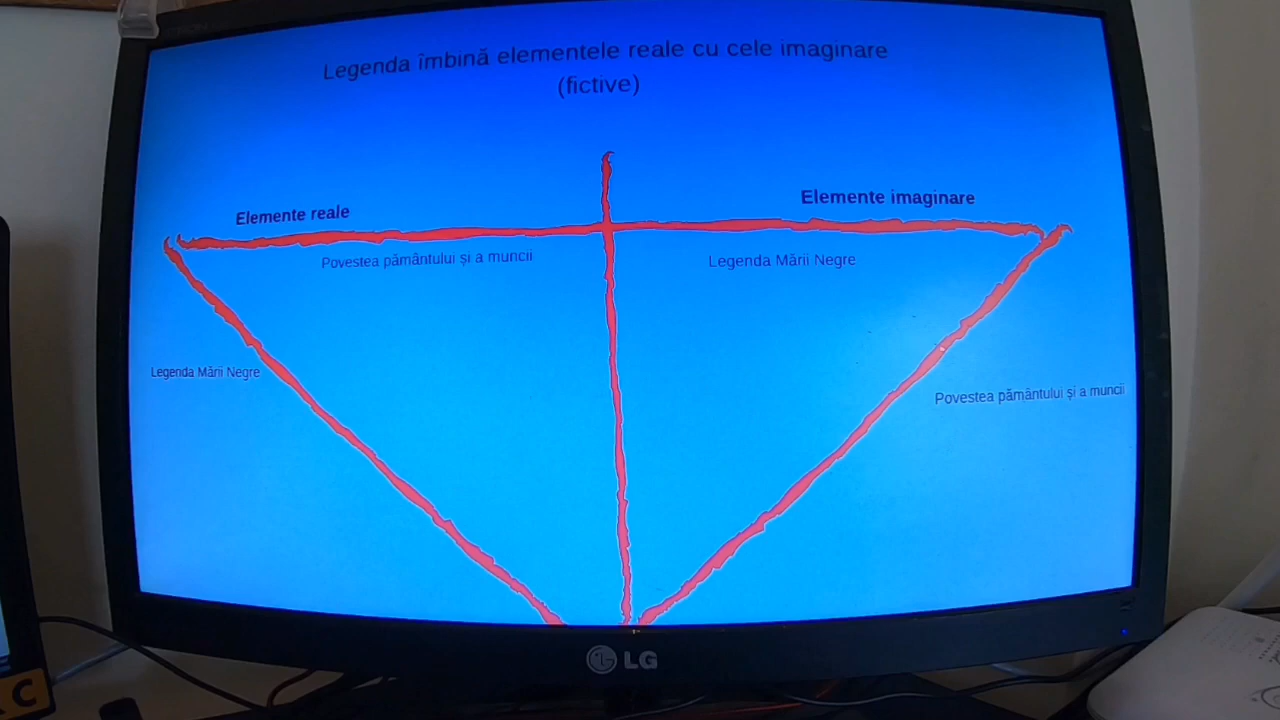 Legenda îmbină elementele reale cu cele imaginare
(fictive)
Elemente reale
Elemente imaginare
Povestea pământului și a muncii
Legenda Mării Negre
Legenda Mării Negre
Povestea pământului și a muncii
LG
C